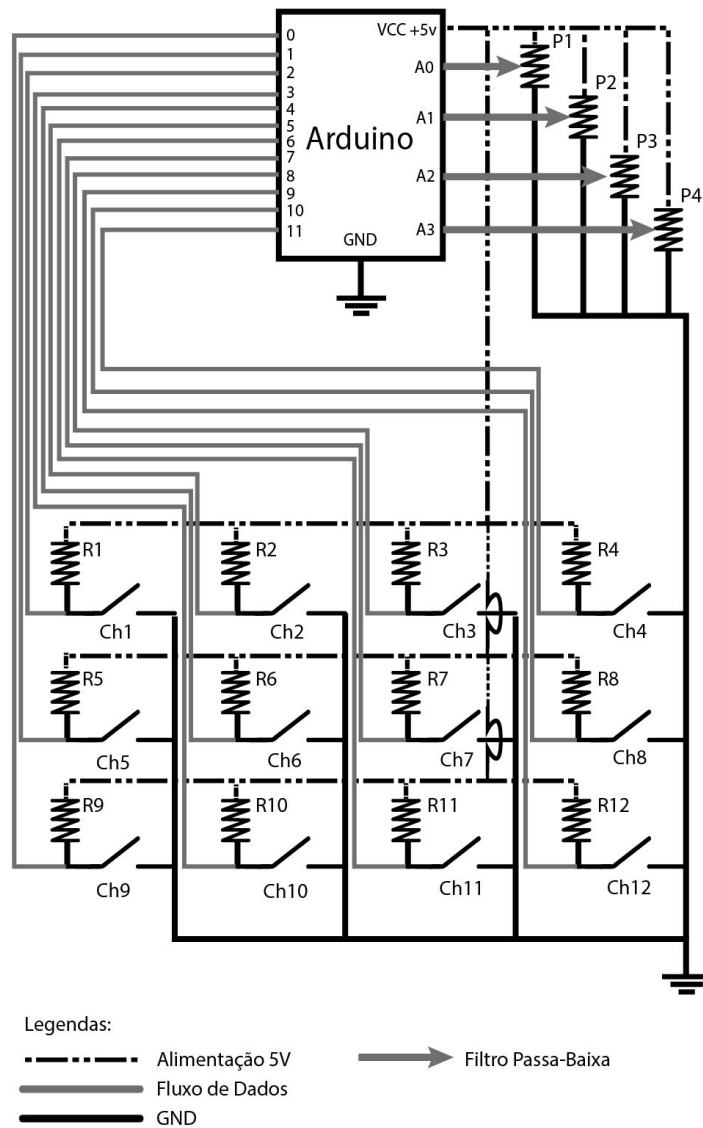 0
1
2
3
4
5
6
7
8
9
10
11
VCC +5v
A0
A1
A2
A3
Arduino
GND
P1
P2
P3
P4
R1
R2
R3
R4
Ch1
Ch2
Ch3
Ch4
R5
R6
R7
R8
Ch5
Ch6
Ch7
Ch8
R9
R10
R11
R12
Ch9
Ch10
Ch11
Ch12
Legendas:
Alimentação 5V
Filtro Passa-Baixa
Fluxo de Dados
GND